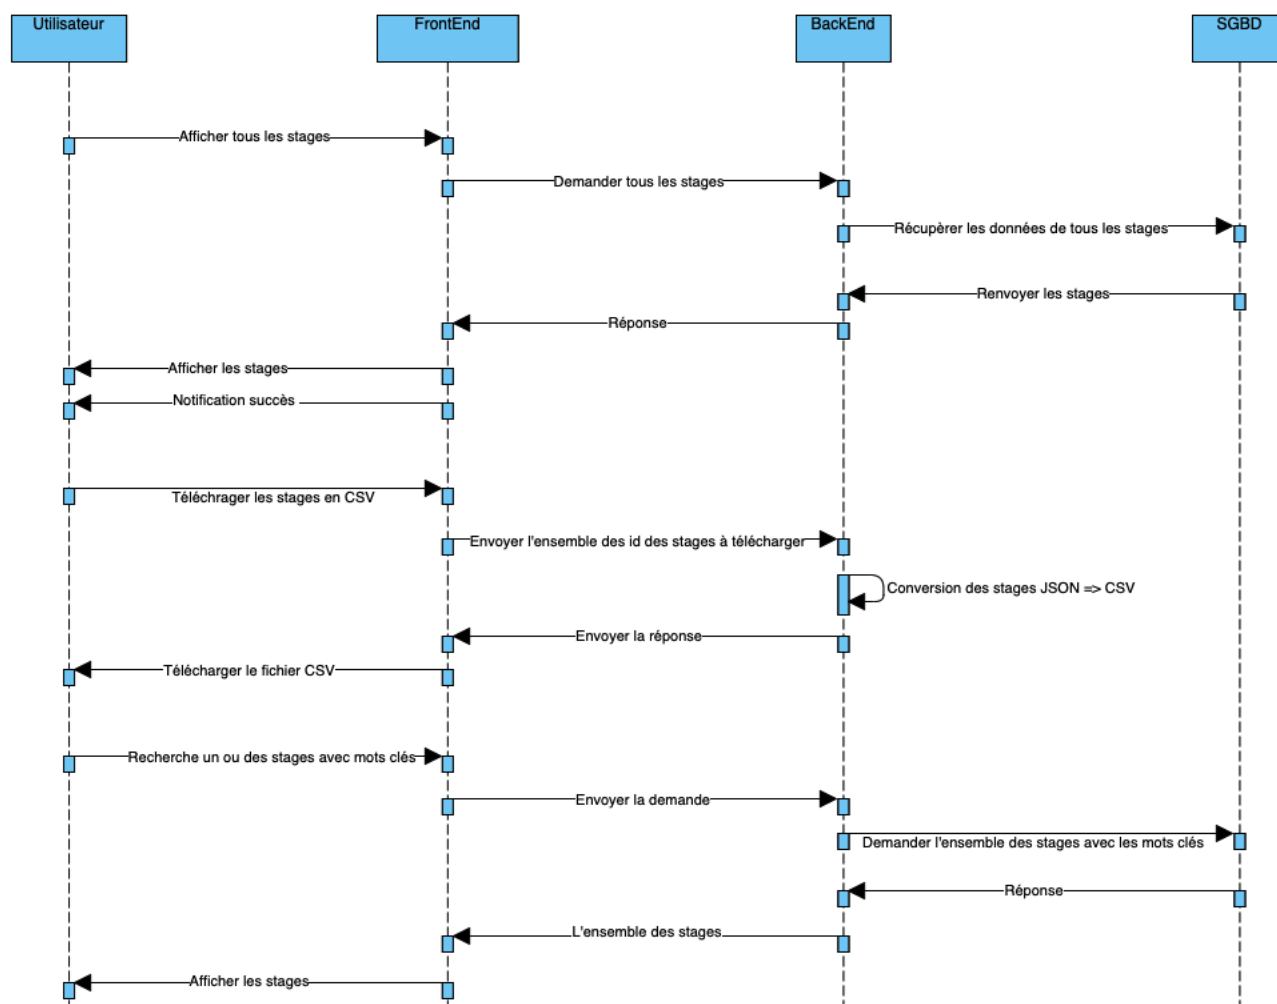 Utilisateur
FrontEnd
BackEnd
SGBD
Afficher tous les stages
Demander tous les stages
Récupèrer les données de tous les stages
Renvoyer les stages
Réponse
Afficher les stages
Notification succès
Téléchrager les stages en CSV
Envoyer l'ensemble des id des stages à télécharger
Conversion des stages JSON => CSV
Envoyer la réponse
Télécharger le fichier CSV
Recherche un ou des stages avec mots clés
Envoyer la demande
Demander l'ensemble des stages avec les mots clés
Réponse
L'ensemble des stages
Afficher les stages